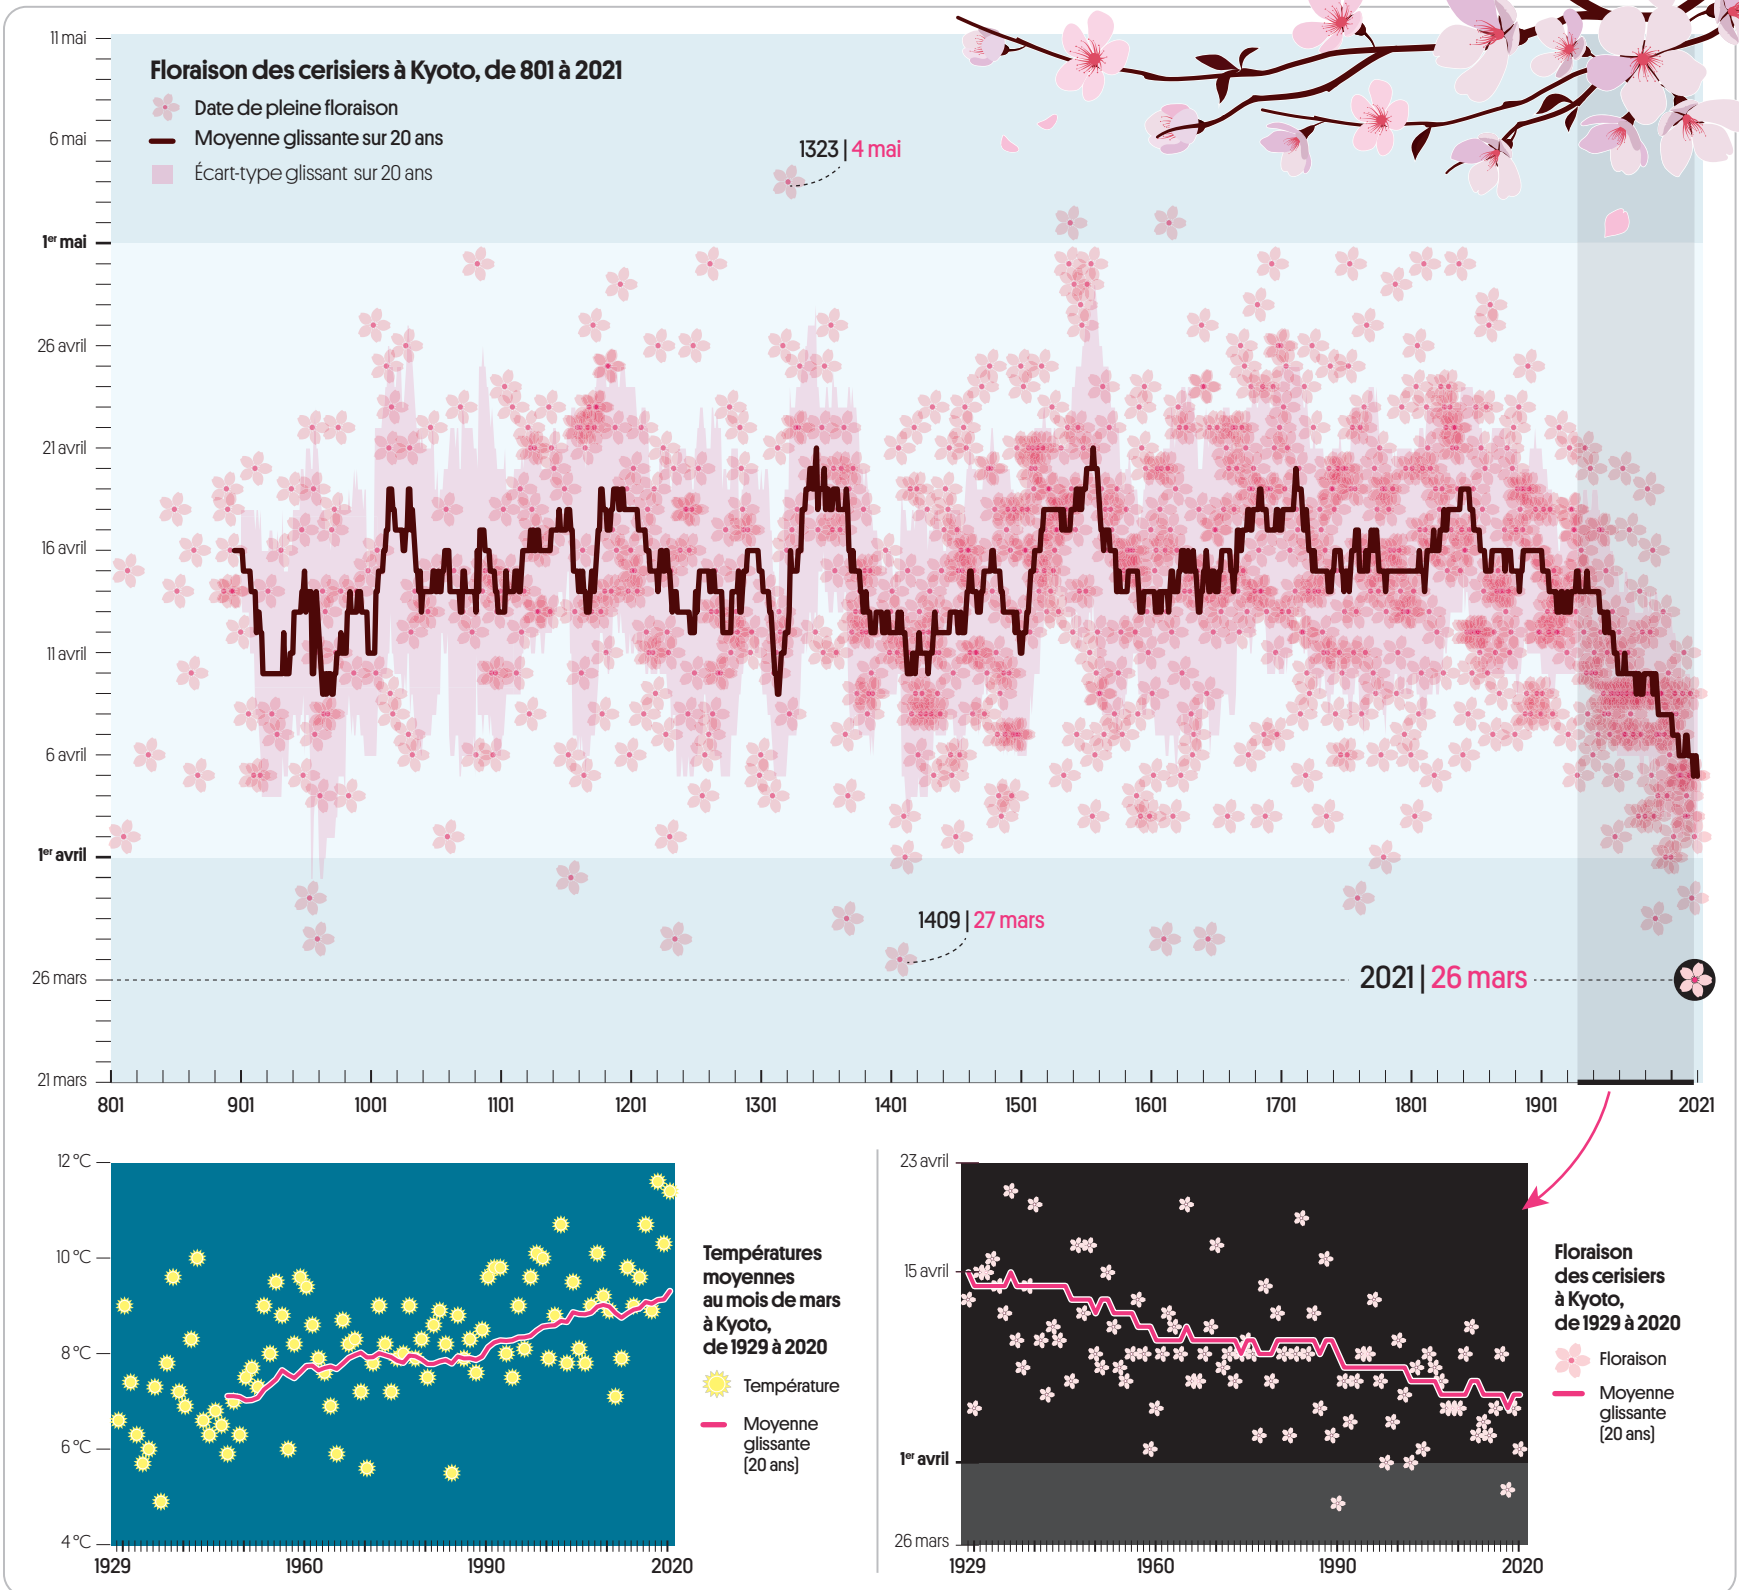 Floraison des cerisiers à Kyoto, de 801 à 2021
Date de pleine floraison
Moyenne glissante sur 20 ans
Écart-type glissant sur 20 ans
11 mai
6 mai
1er mai
26 avril
21 avril
16 avril
11 avril
6 avril
1er avril
26 mars
21 mars
1323 | 4 mai
1409 | 27 mars
2021 | 26 mars
801 901 1001 1101 1201 1301 1401 1501 1601 1701 1801 1901 2021
12 °C
10 °C
8 °C
6 °C
4 °C
1929 1960 1990 2020
Températures
moyennes
au mois de mars
à Kyoto,
de 1929 à 2020
Température
Moyenne
glissante
(20 ans)
23 avril
15 avril
1er avril
26 mars
1929 1960 1990 2020
Floraison
des cerisiers
à Kyoto,
de 1929 à 2020
Floraison
Moyenne
glissante
(20 ans)